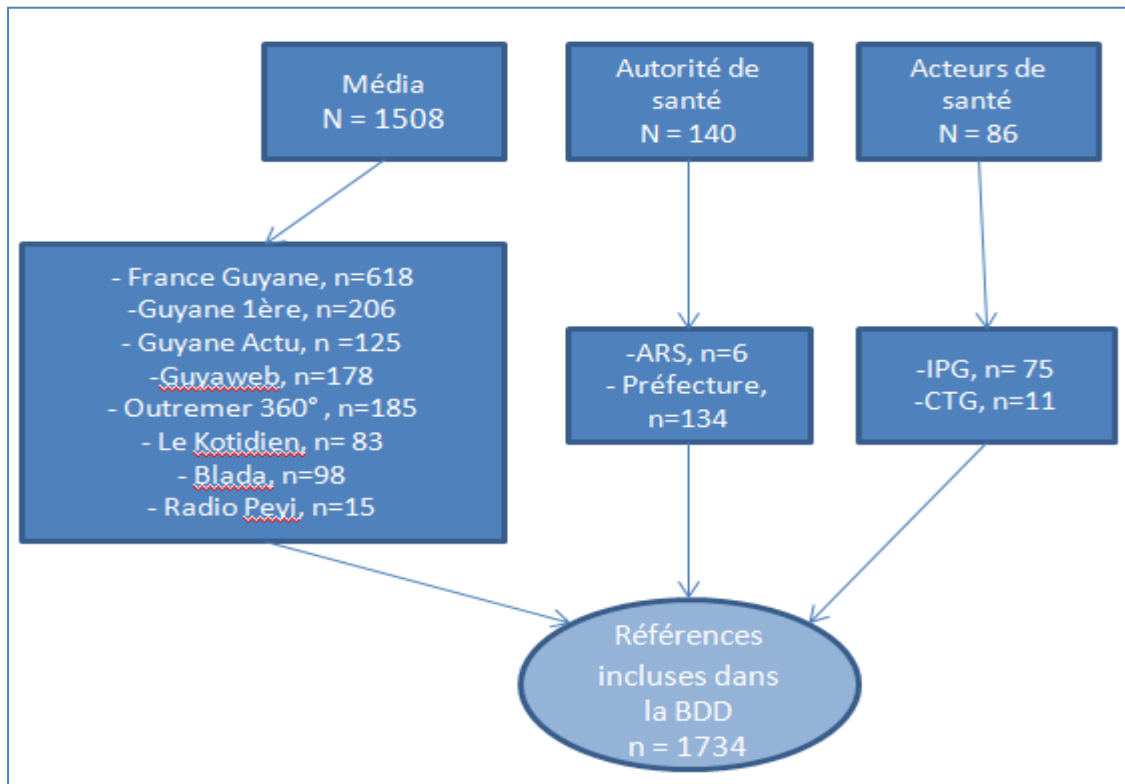 Média
N = 1508
Autorité de
santé
N = 140
Acteurs de
santé
N = 86
- France Guyane, n=618
-Guyane 1ère, n=206
- Guyane Actu, n =125
-Guyaweb, n=178
- Outremer 360° , n=185
- Le Kotidien, n= 83
- Blada, n=98
- Radio Peyi, n=15
-ARS, n=6
- Préfecture,
n=134
-IPG, n= 75
-CTG, n=11
Références
incluses dans
la BDD
n = 1734